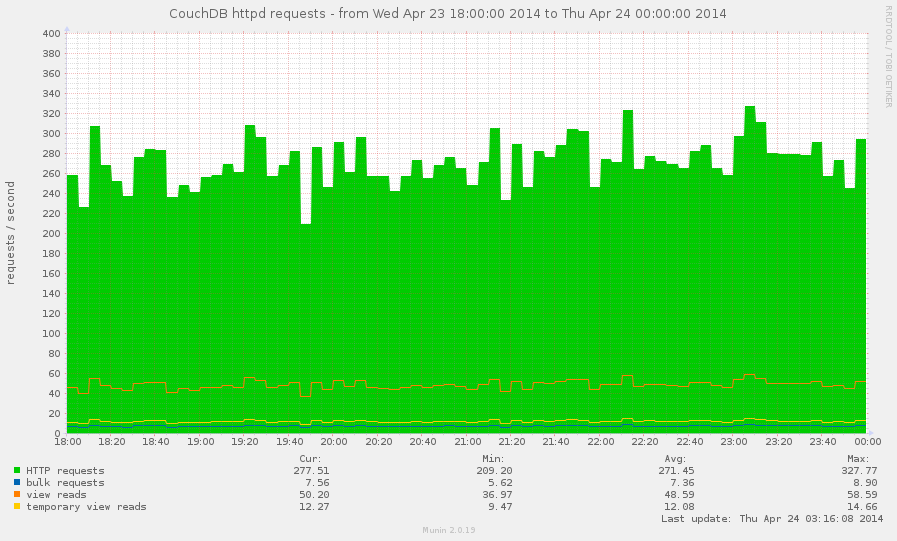 CouchDB httpd requests - from Wed Apr 23 18:00:00 2014 to Thu Apr 24 00:00:00 2014
RRDTOOL / TOBI OETIKER
requests / second
400
380
360
340
320
300
280
260
240
220
200
180
160
140
120
100
80
60
40
20
0
18:00 18:20 18:40 19:00 19:20 19:40 20:00 20:20 20:40 21:00 21:20 21:40 22:00 22:20 22:40 23:00 23:20 23:40 00:00
Cur: Min: Avg: Max:
HTTP requests 277.51 209.20 271.45 327.77
bulk requests 7.56 5.62 7.36 8.90
view reads 50.20 36.97 48.59 58.59
temporary view reads 12.27 9.47 12.08 14.66
Last update: Thu Apr 24 03:16:08 2014
Munin 2.0.19